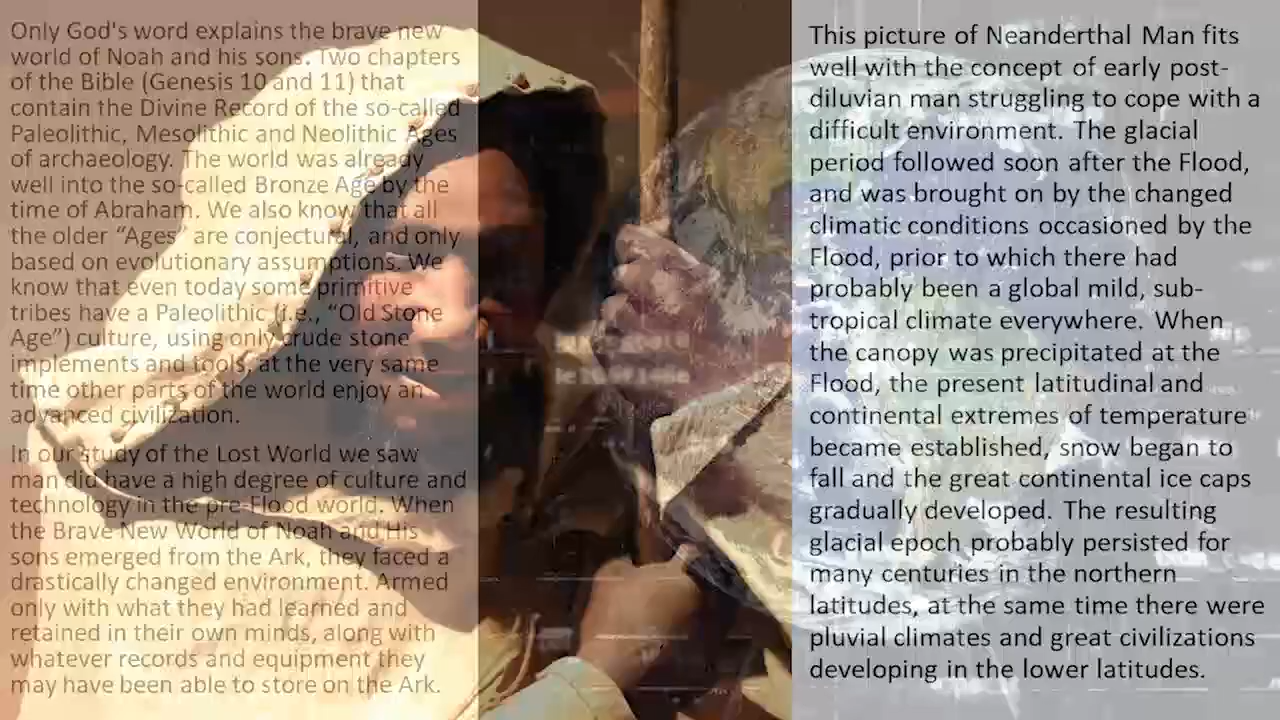 Only God's word explains the brave new
world of Noah and his sons. Two chapters
of the Bible (Genesis 10 and 11) that
contain the Divine Record of the so-called
Paleolithic, Mesolithic and Neolithic Ages
of archaeology. The world was already
well into the so-called Bronze Age by the
time of Abraham. We also know that all
the older “Ages” are conjectural, and only
based on evolutionary assumptions. We
know that even today some primitive
tribes have a Paleolithic (i.e., “Old Stone
Age”) culture, using only crude stone
implements and tools, at the very same
time other parts of the world enjoy an
advanced civilization.
In our study of the Lost World we saw
man did have a high degree of culture and
technology in the pre-Flood world. When
the Brave New World of Noah and His
sons emerged from the Ark, they faced a
drastically changed environment. Armed
only with what they had learned and
retained in their own minds, along with
whatever records and equipment they
may have been able to store on the Ark.
This picture of Neanderthal Man fits
well with the concept of early post-
diluvian man struggling to cope with a
difficult environment. The glacial
period followed soon after the Flood,
and was brought on by the changed
climatic conditions occasioned by the
Flood, prior to which there had
probably been a global mild, sub-
tropical climate everywhere. When
the canopy was precipitated at the
Flood, the present latitudinal and
continental extremes of temperature
became established, snow began to
fall and the great continental ice caps
gradually developed. The resulting
glacial epoch probably persisted for
many centuries in the northern
latitudes, at the same time there were
pluvial climates and great civilizations
developing in the lower latitudes.